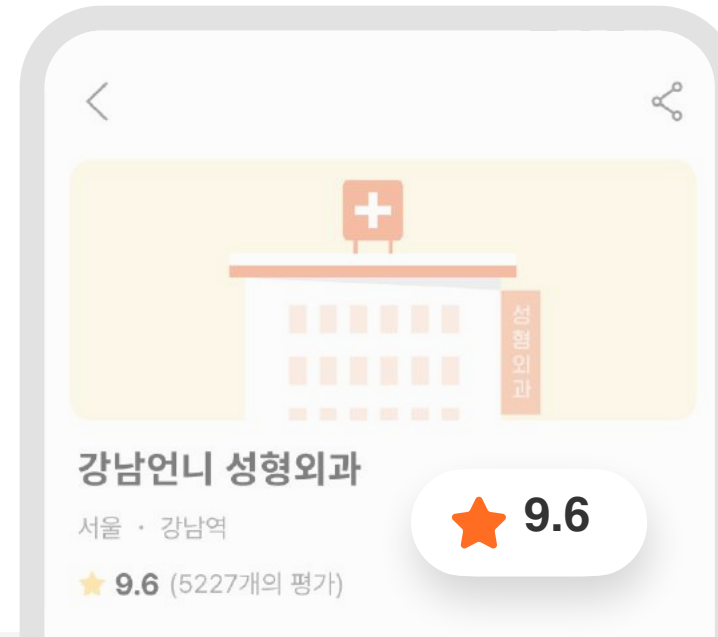 성형외과
강남언니 성형외과
서울 · 강남역
9.6
9.6 (5227개의 평가)